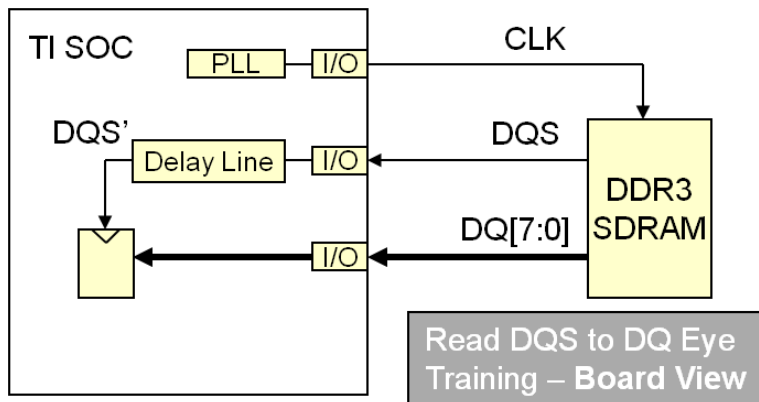 TI SOC
PLL
I/O
CLK
DQS’
Delay Line
I/O
DQS
DDR3
SDRAM
DQ[7:0]
I/O
Read DQS to DQ Eye
Training – Board View